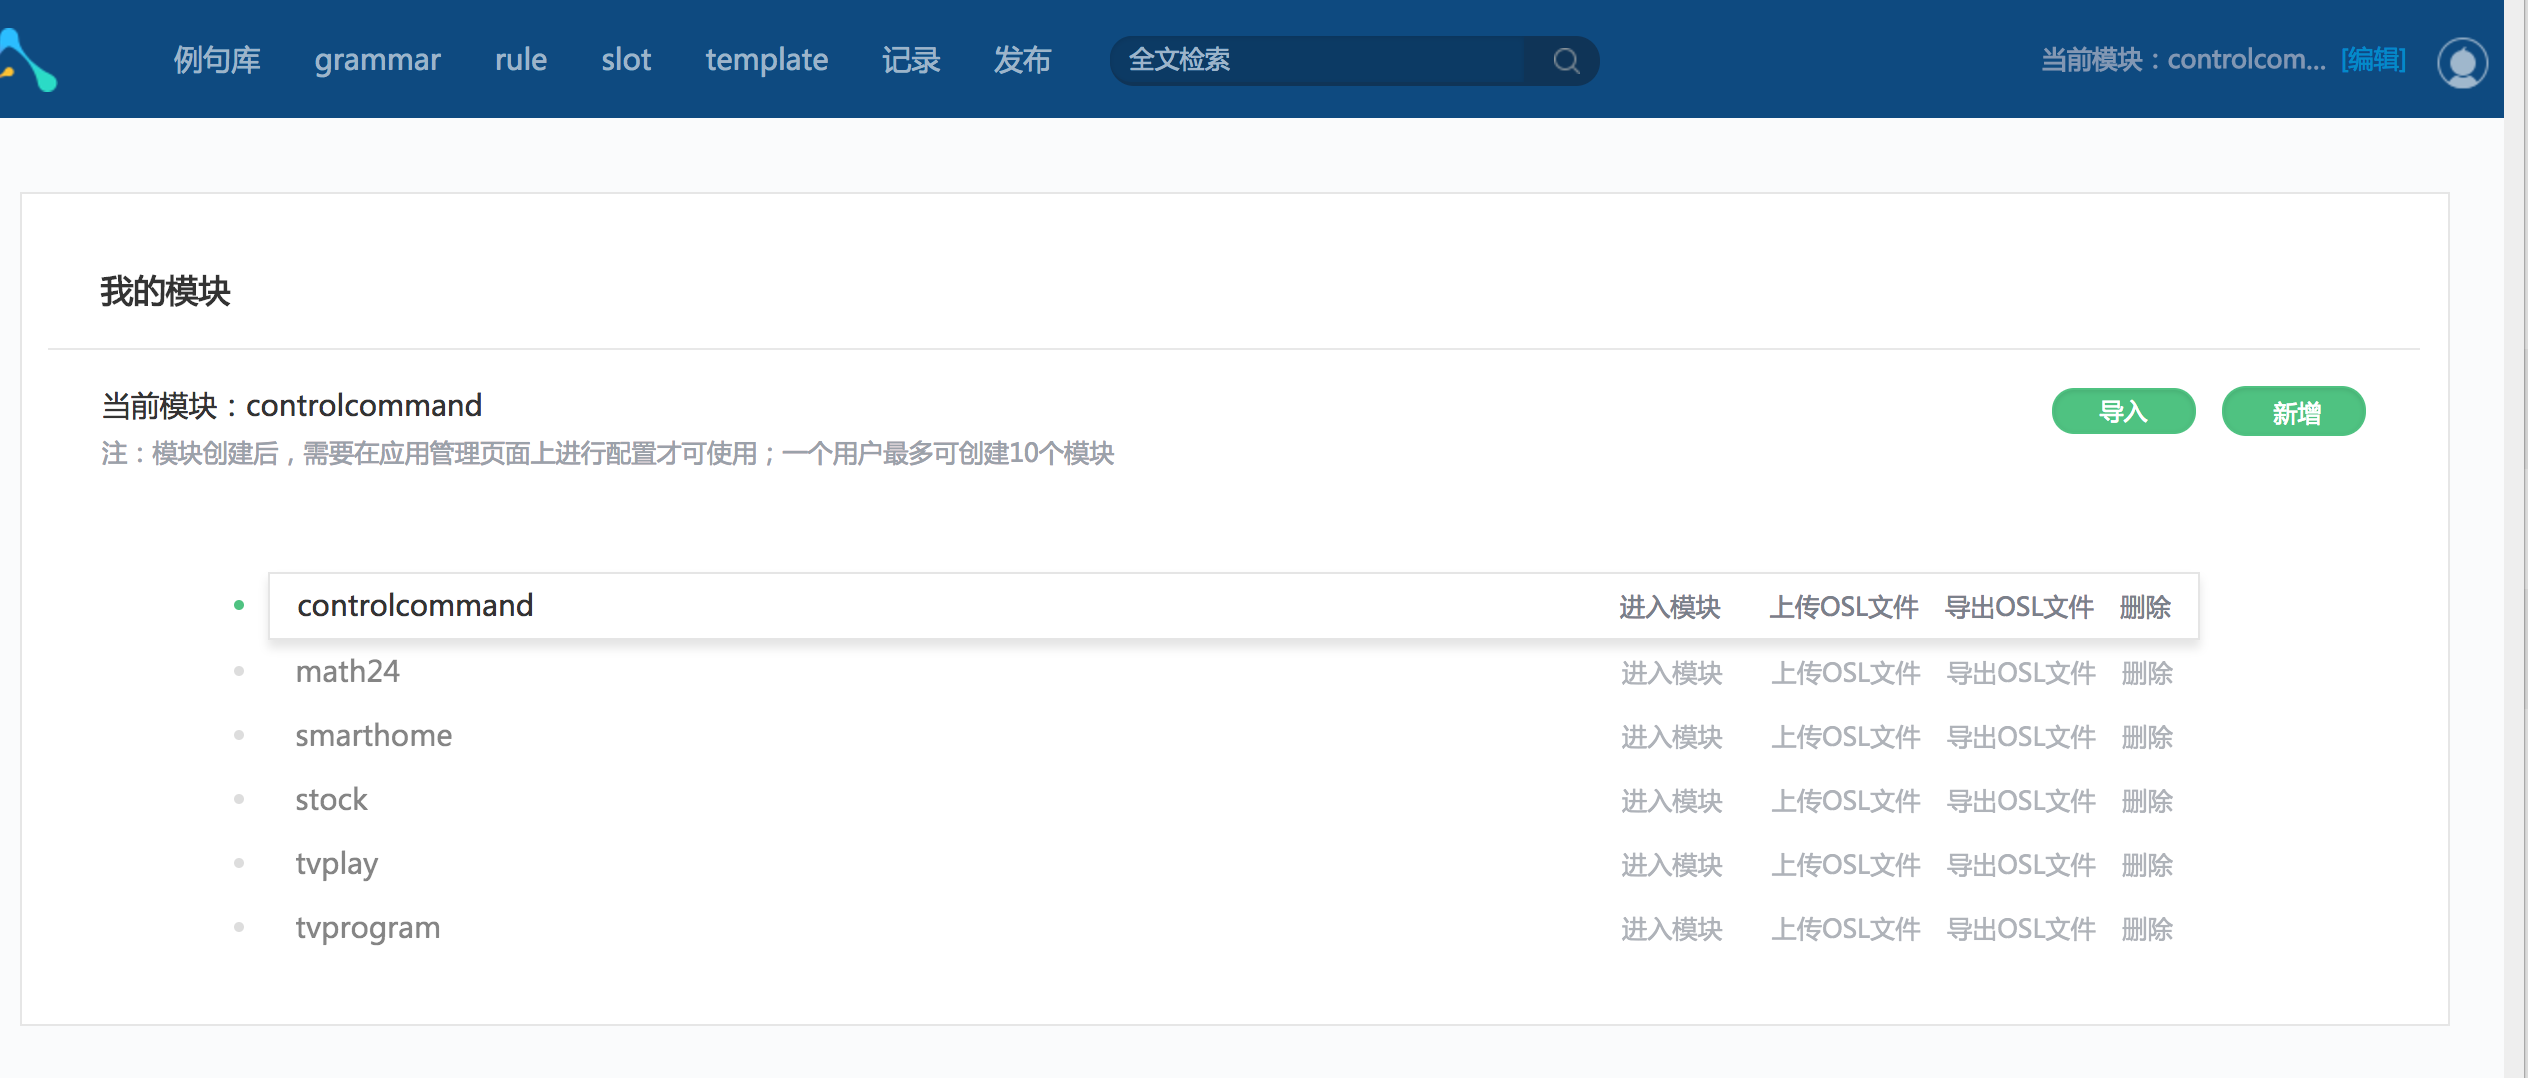 例句库 grammar rule slot template 记录 发布 全文检索 当前模块：controlcom... [编辑]
我的模块
当前模块：controlcommand 导入 新增
注：模块创建后，需要在应用管理页面上进行配置才可使用；一个用户最多可创建10个模块
controlcommand 进入模块 上传OSL文件 导出OSL文件 删除
math24 进入模块 上传OSL文件 导出OSL文件 删除
smarthome 进入模块 上传OSL文件 导出OSL文件 删除
stock 进入模块 上传OSL文件 导出OSL文件 删除
tvplay 进入模块 上传OSL文件 导出OSL文件 删除
tvprogram 进入模块 上传OSL文件 导出OSL文件 删除